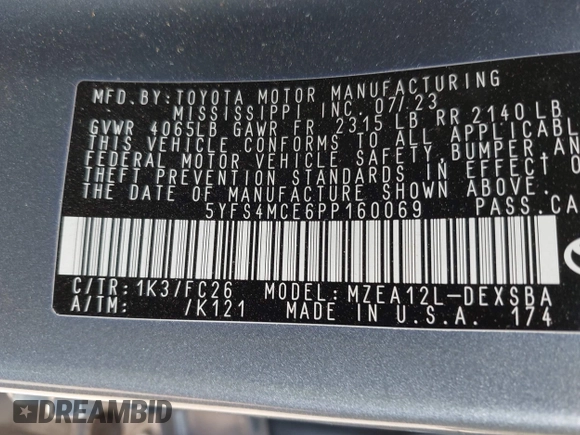 MFD.BY:TOYOTA MOTOR MANUFACTURING
MISSISSIPPI INC. 07/23
GVWR 4065LB GAWR FR 2315 LB RR 2140 LB
THIS VEHICLE CONFORMS TO ALL
FEDERAL MOTOR VEHICLE SAFETY,BUMPER AN
THEFT PREVENTION STANDARDS IN EFFECT O
THE DATE OF MANUFACTURE SHOWN ABOVE.
5YFS4MCE6PP160069 PASS.CA
C/TR:1K3/FC26 MODEL:MZEA12L-DEXSBA
A/TM: /K121 MADE IN U.S.A. 174
DREAMBID